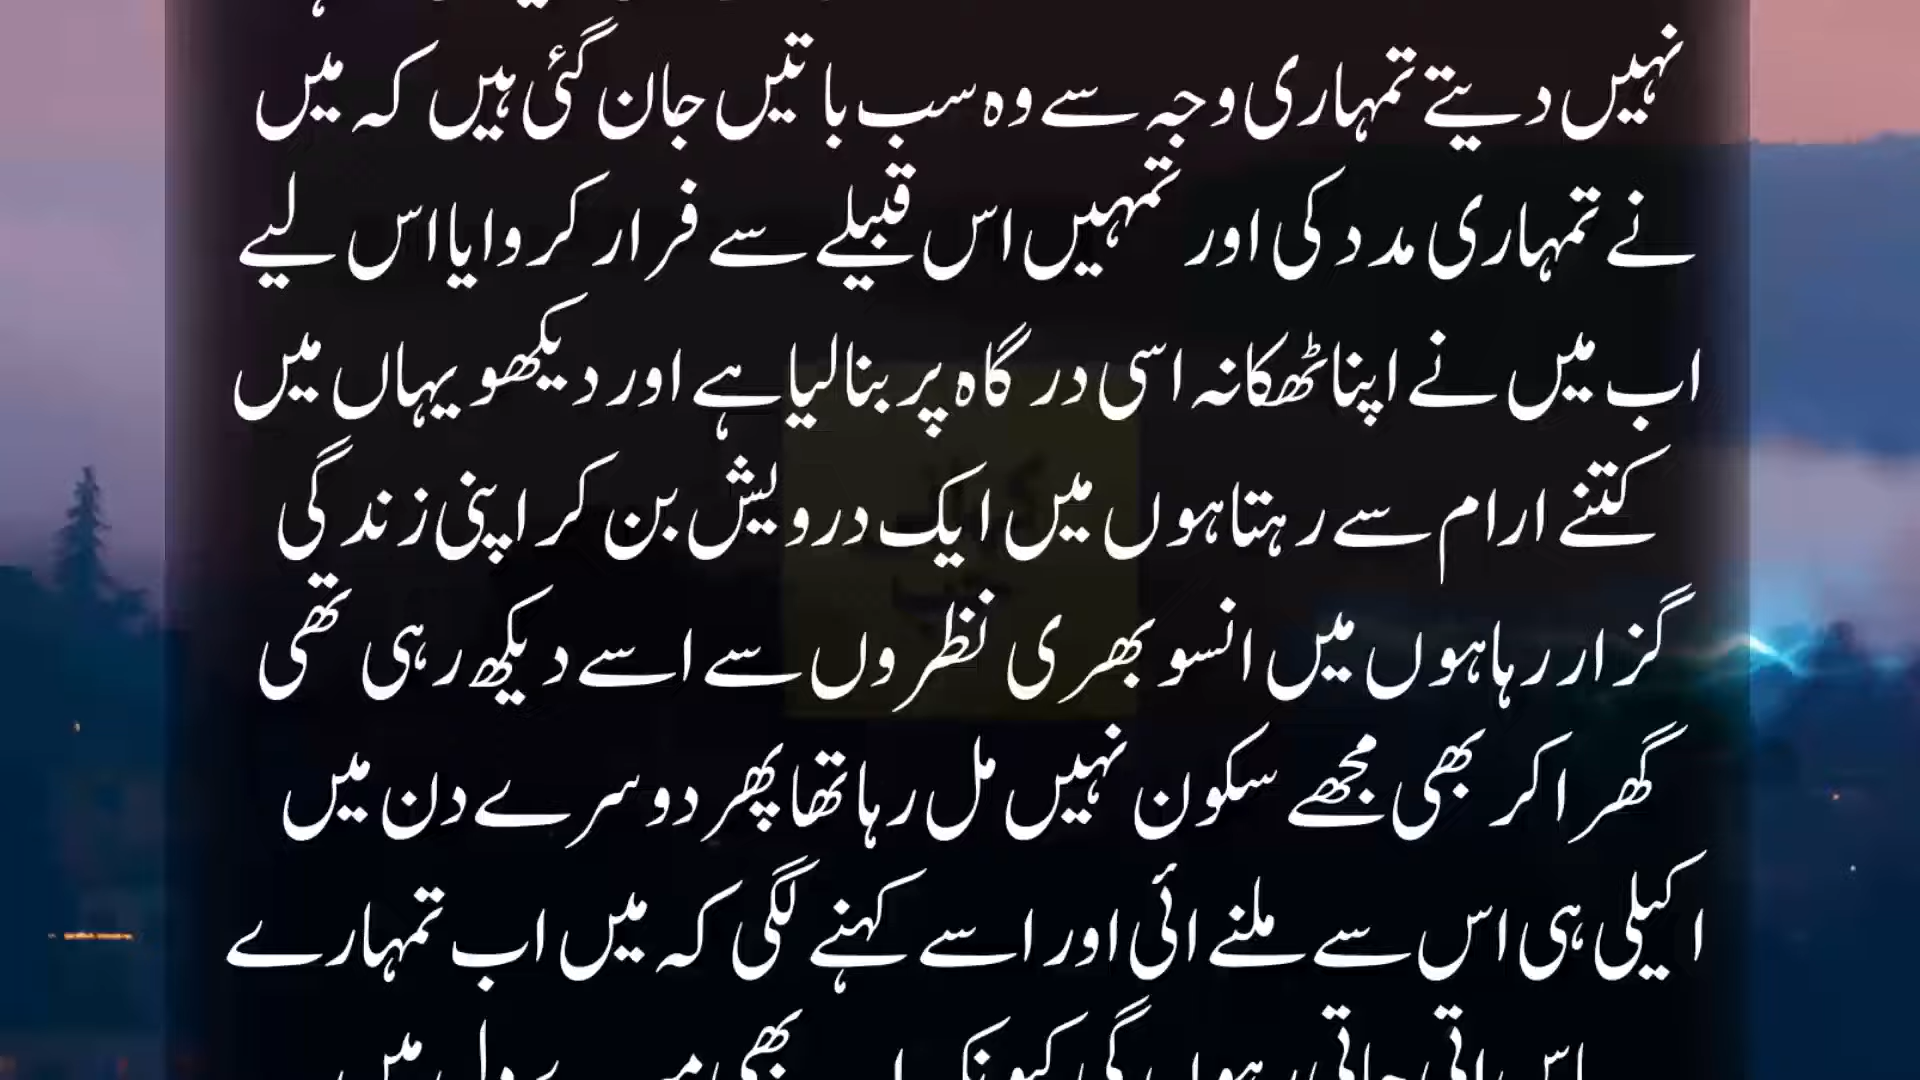 نہیں دیتے تمہاری وجہ سے وہ سب باتیں جان گئی ہیں کہ میں
نے تمہاری مدد کی اور تمہیں اس قبیلے سے فرار کروایا اس لیے
اب میں نے اپنا ٹھکانہ اسی درگاہ پر بنا لیا ہے اور دیکھو یہاں میں
کتنے ارام سے رہتا ہوں میں ایک درویش بن کر اپنی زندگی
گزار رہا ہوں میں انسو بھری نظروں سے اسے دیکھ رہی تھی
گھر اکر بھی مجھے سکون نہیں مل رہا تھا پھر دوسرے دن میں
اکیلی ہی اس سے ملنے ائی اور اسے کہنے لگی کہ میں اب تمہارے